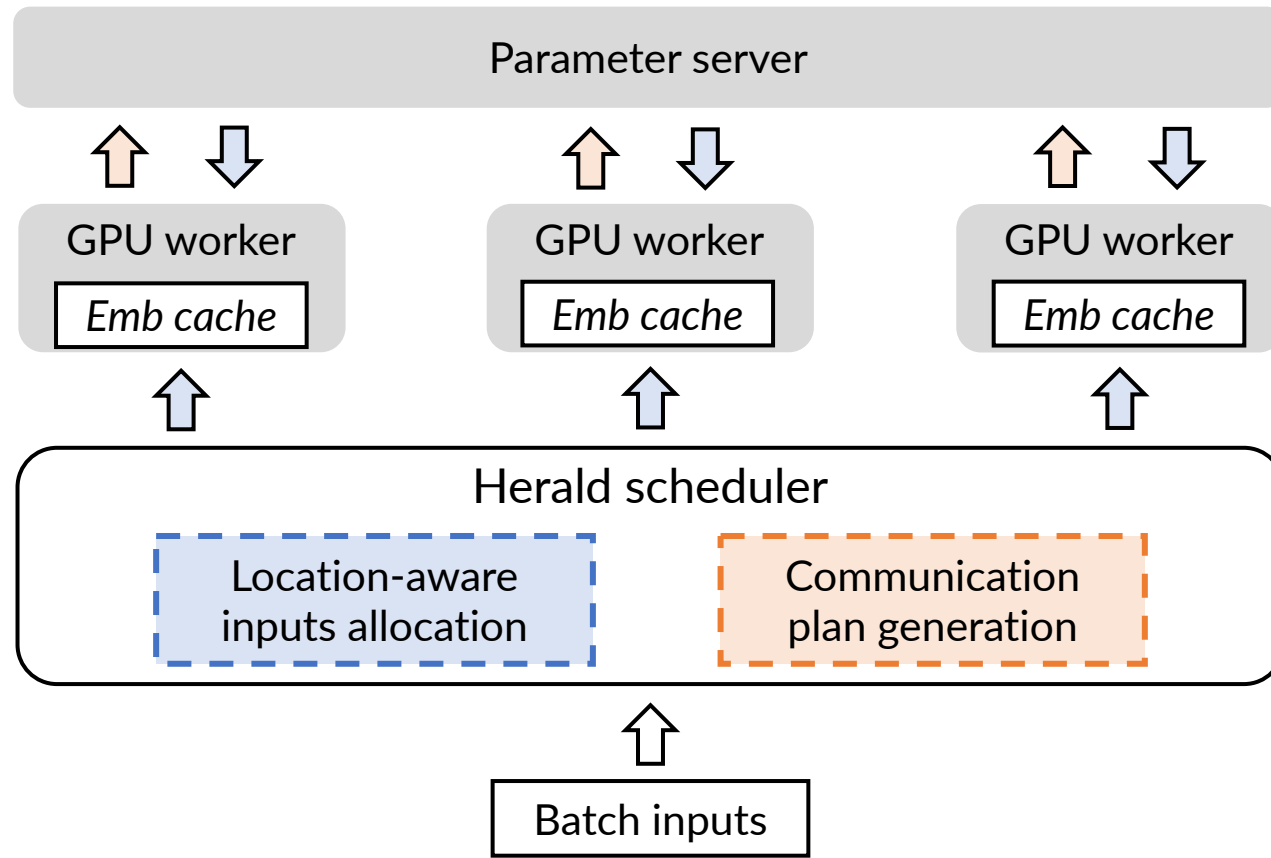 Parameter server
GPU worker
Emb cache
GPU worker
Emb cache
GPU worker
Emb cache
Herald scheduler
Location-aware
inputs allocation
Communication
plan generation
Batch inputs